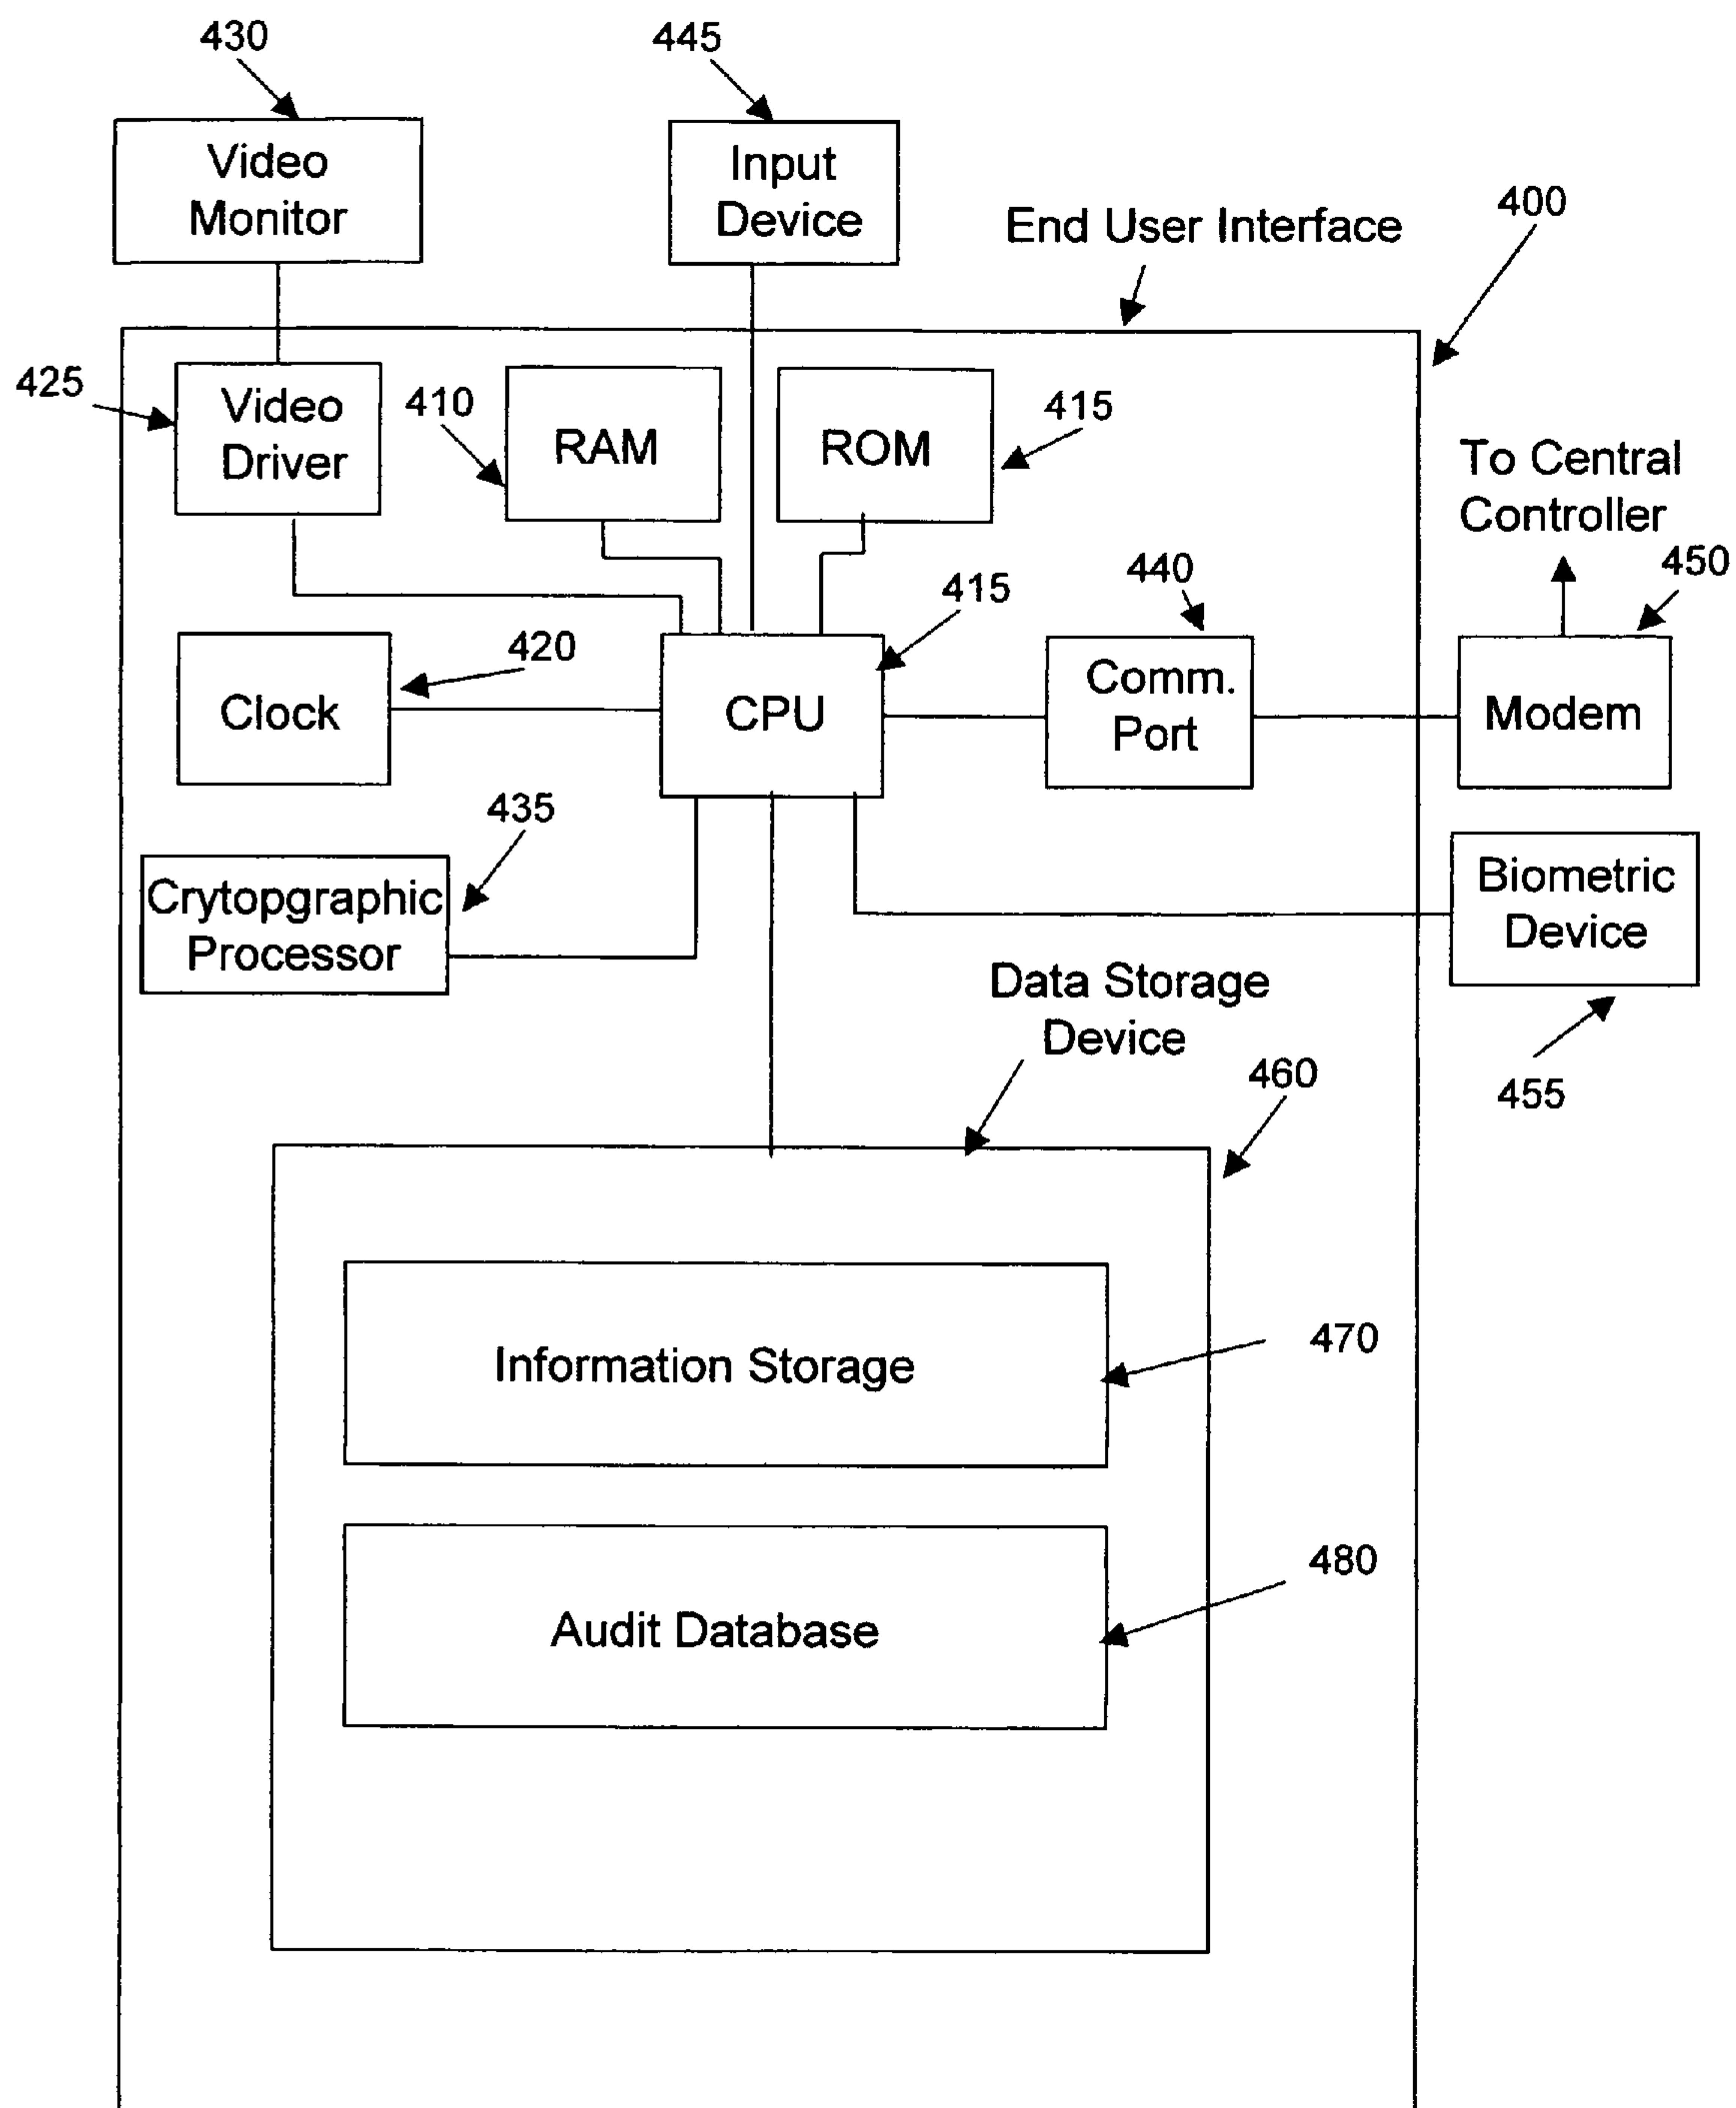 430
445
Video
Monitor
Input
Device
400
End User Interface
425
Video
Driver
410
RAM
ROM
415
To Central
Controller
450
440
415
420
Clock
CPU
Comm.
Port
Modem
435
Crytopgraphic
Processor
Biometric
Device
455
Data Storage
Device
460
Information Storage
470
Audit Database
480